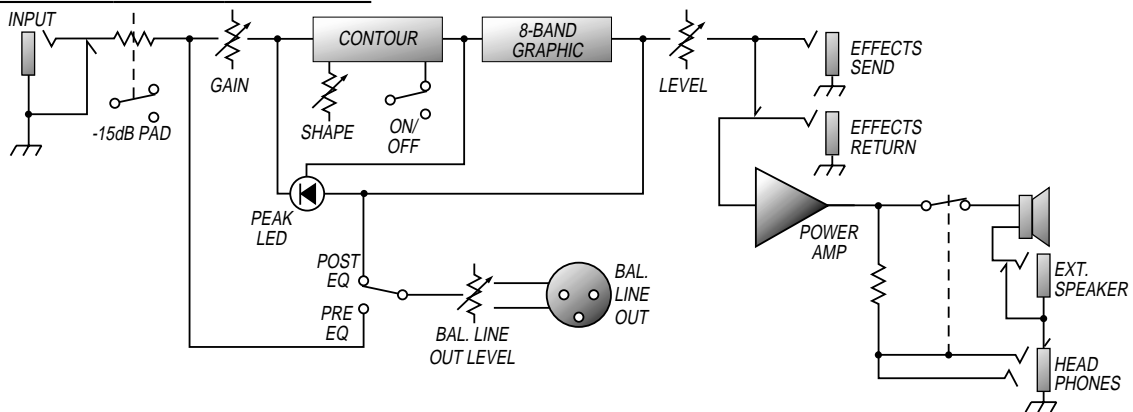 INPUT
-15dB PAD
GAIN
CONTOUR
SHAPE
ON/
OFF
8-BAND
GRAPHIC
LEVEL
EFFECTS
SEND
EFFECTS
RETURN
PEAK
LED
POWER
AMP
POST
EQ
PRE
EQ
BAL. LINE
OUT LEVEL
BAL.
LINE
OUT
EXT.
SPEAKER
HEAD
PHONES